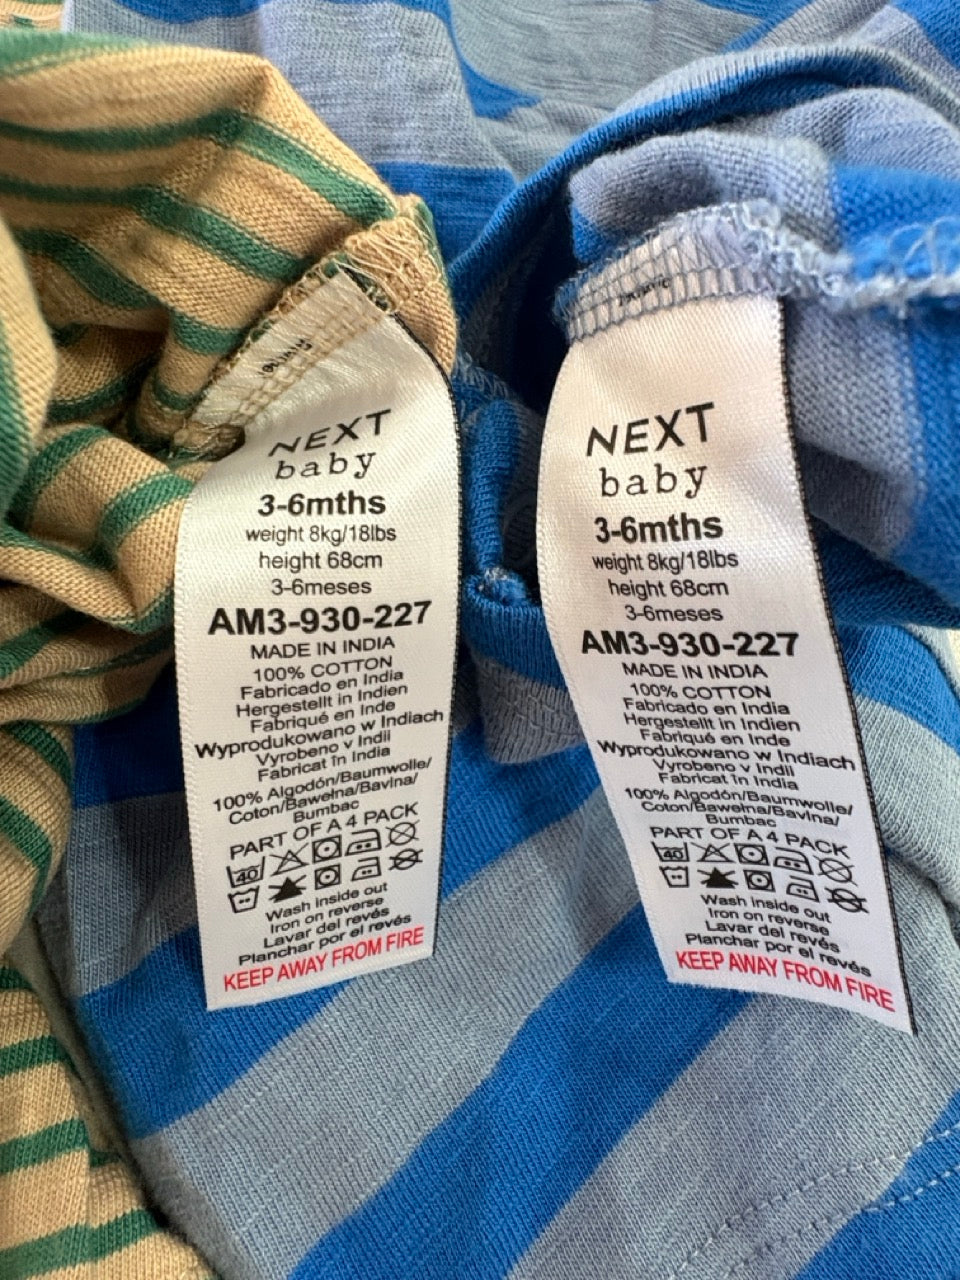 NEXT
baby
3-6mths
weight 8kg/18lbs
height 68cm
3-6meses
AM3-930-227
MADE IN INDIA
100% COTTON
Fabricado en India
Hergestellt in Indien
Fabriqué en Inde
Wyprodukowano w Indiach
Vyrobeno v Indii
Fabricat în India
100% Algodón/Baumwolle/
Coton/Bawełna/Bavlna/
Bumbac
PART OF A 4 PACK
40
Wash inside out
Iron on reverse
Lavar del revés
Planchar por el revés
KEEP AWAY FROM FIRE
NEXT
baby
3-6mths
weight 8kg/18lbs
height 68cm
3-6meses
AM3-930-227
MADE IN INDIA
100% COTTON
Fabricado en India
Hergestellt in Indien
Fabriqué en Inde
Wyprodukowano w Indiach
Vyrobeno v Indii
Fabricat în India
100% Algodón/Baumwolle/
Coton/Bawełna/Bavlna/
Bumbac
PART OF A 4 PACK
40
Wash inside out
Iron on reverse
Lavar del revés
Planchar por el revés
KEEP AWAY FROM FIRE